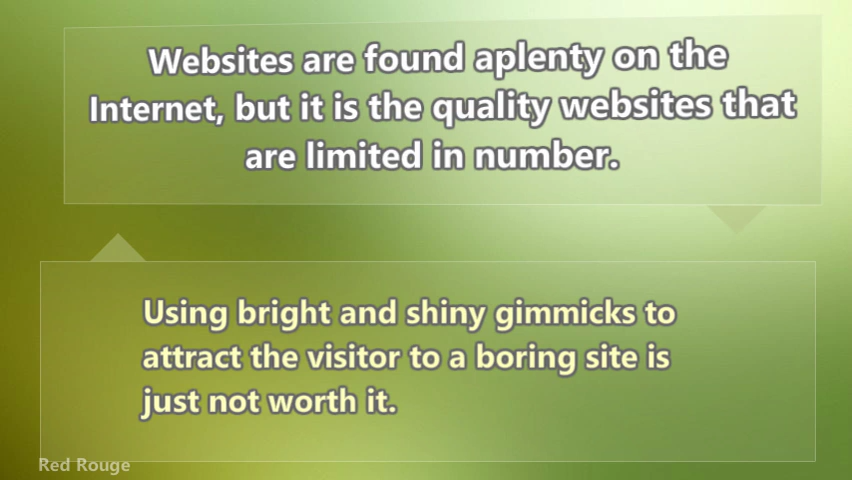 Websites are found aplenty on the
Internet, but it is the quality websites that
are limited in number.
Using bright and shiny gimmicks to
attract the visitor to a boring site is
just not worth it.
Red Rouge